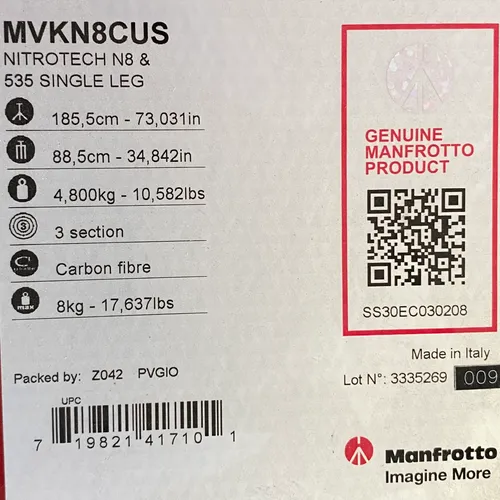 MVKN8CUS
NITROTECH N8 &
535 SINGLE LEG
185,5cm - 73,031in
88,5cm - 34,842in
4,800kg - 10,582lbs
3
3 section
Carbon fibre
max
8kg - 17,637lbs
GENUINE
MANFROTTO
PRODUCT
SS30EC030208
Made in Italy
Packed by: Z042 PVGIO
Lot N°: 3335269 009
UPC
7 19821 41710 1
Manfrotto
Imagine More